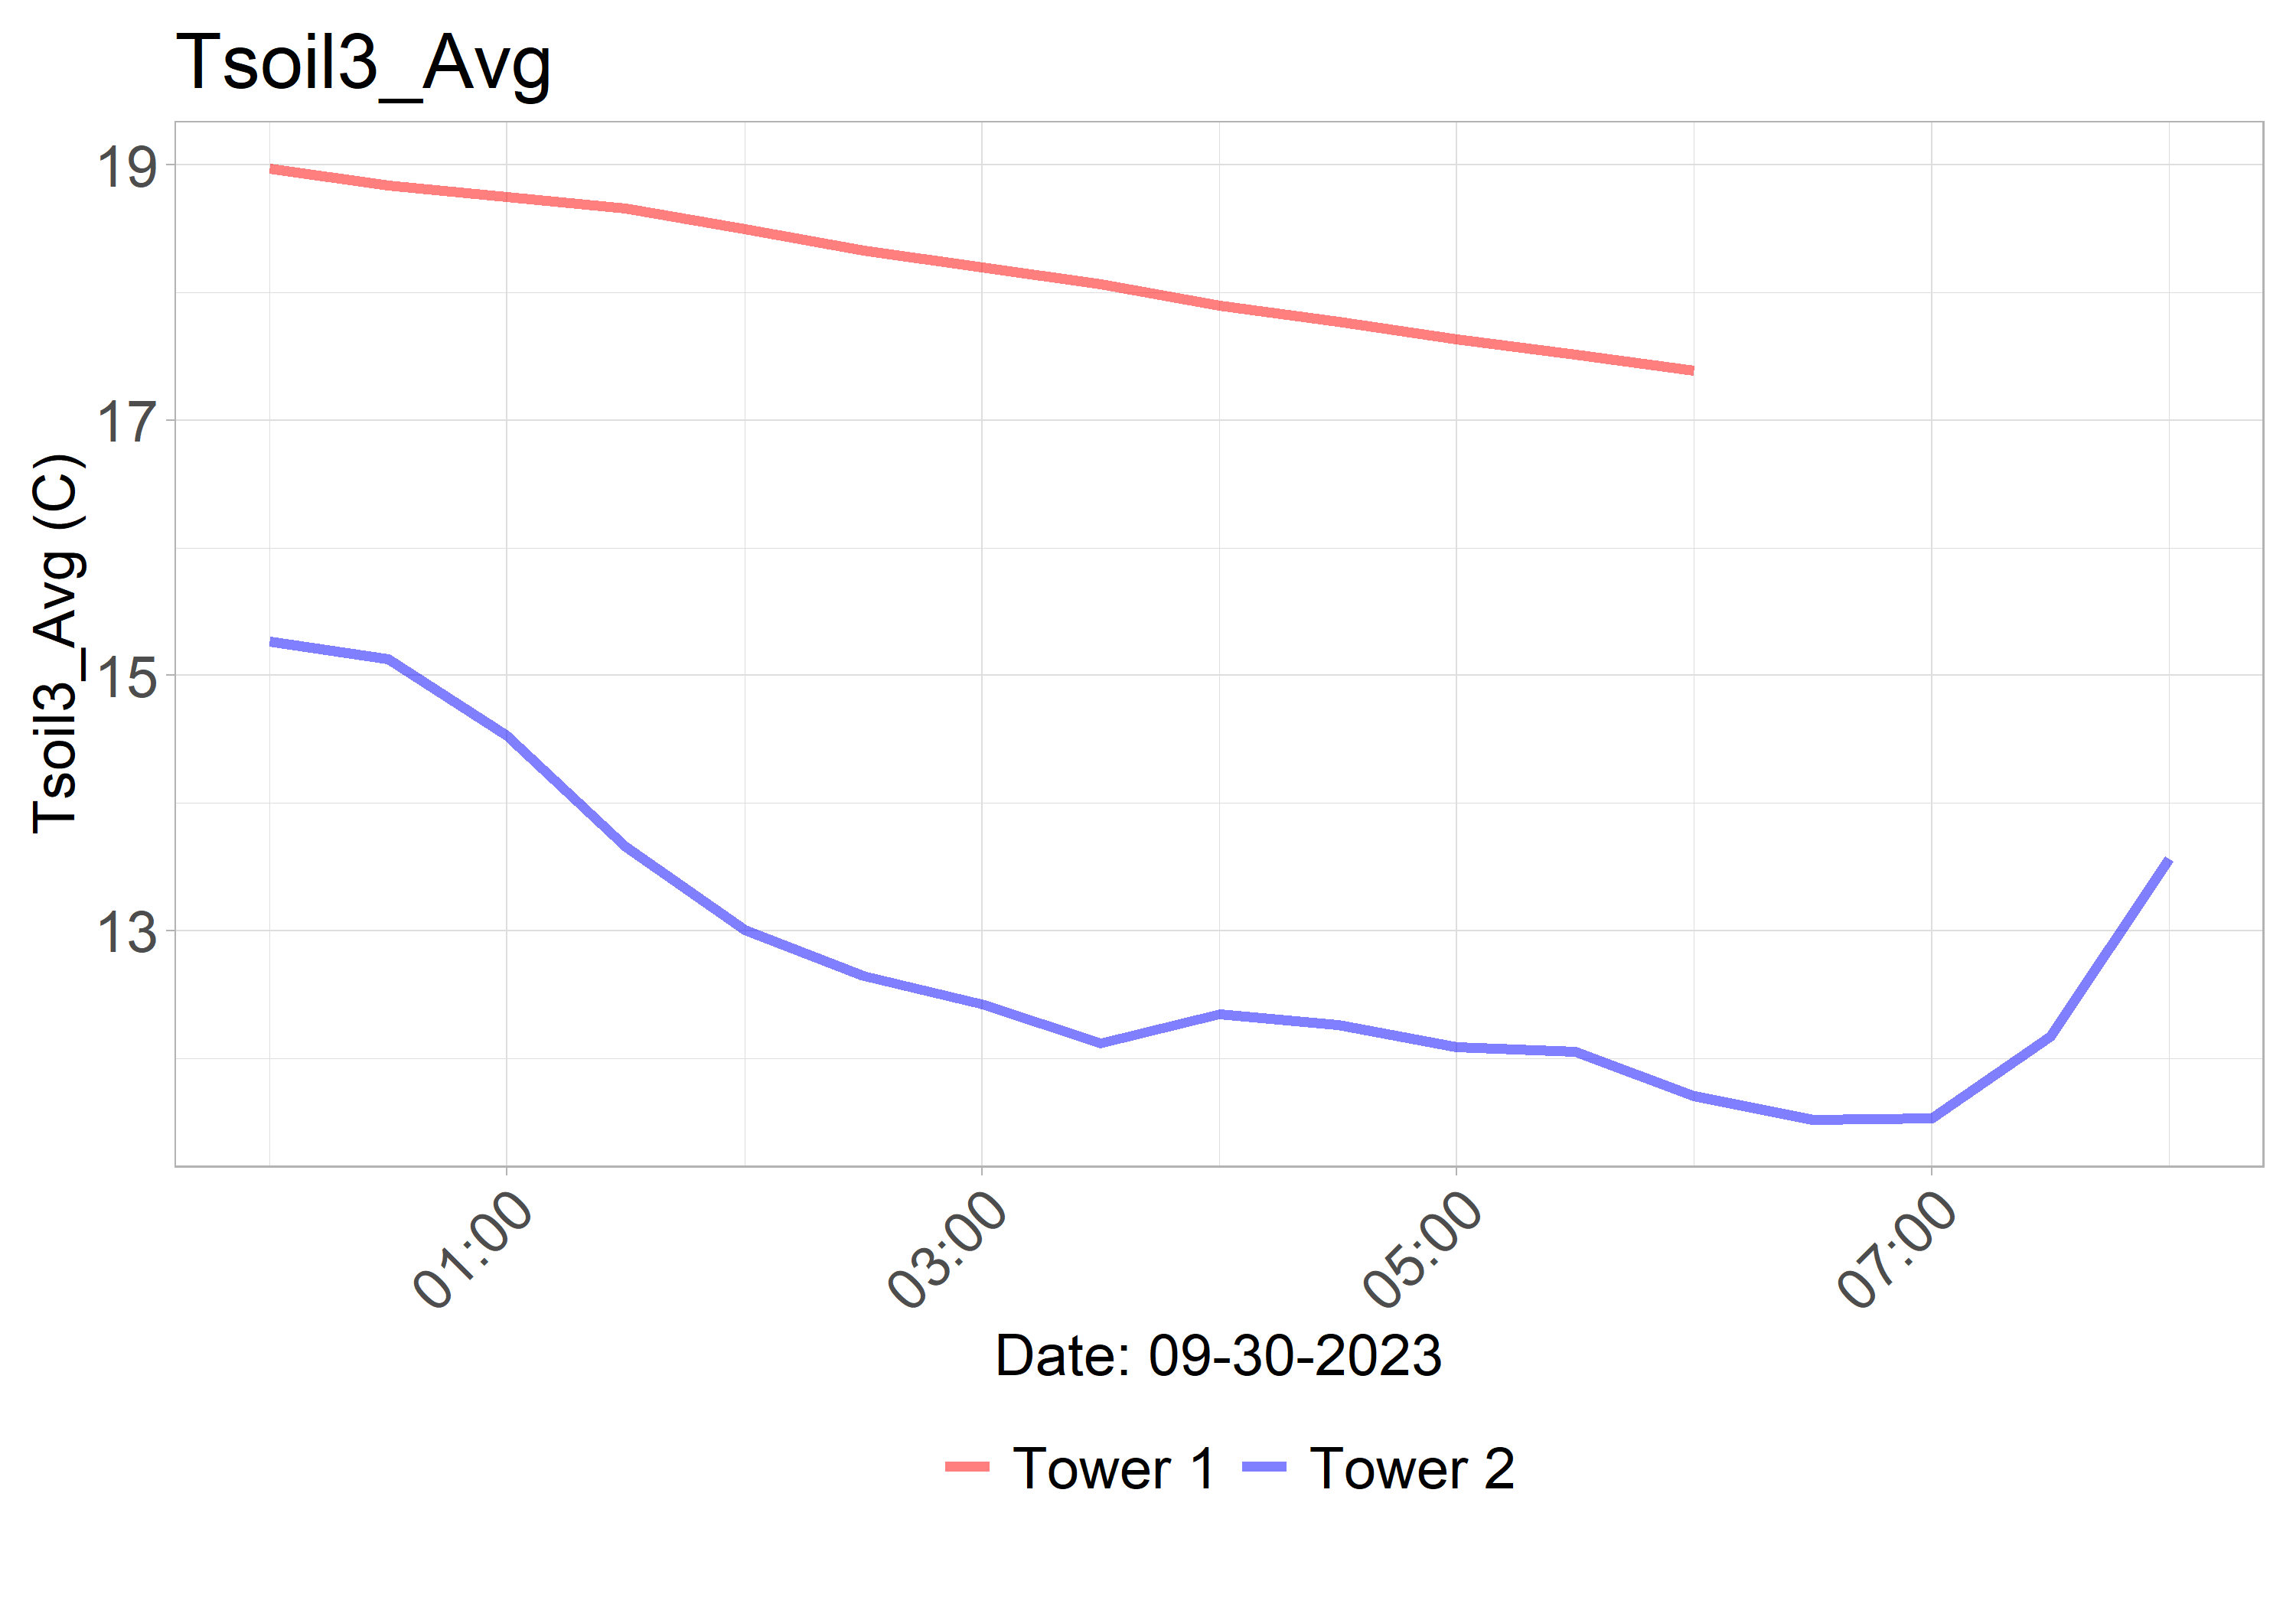 Tsoil3_Avg
Tsoil3_Avg (C)
19
17
15
13
01:00
03:00
05:00
07:00
Date: 09-30-2023
Tower 1
Tower 2